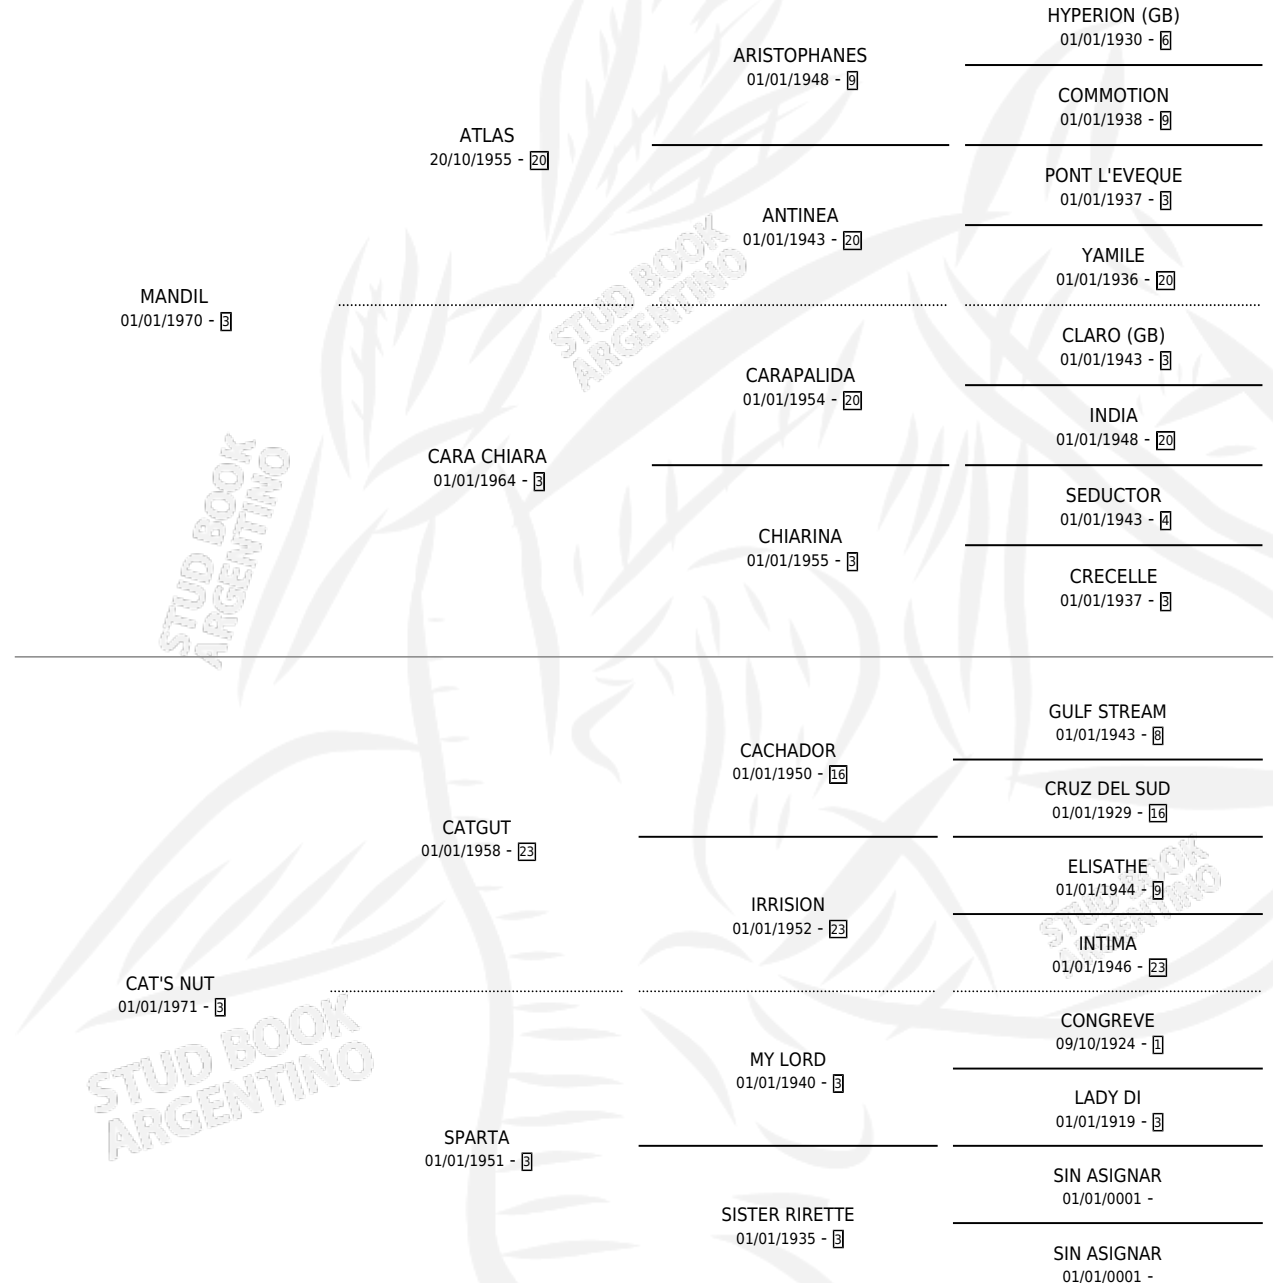 HYPERION (GB)
01/01/1930 - 6
ARISTOPHANES
01/01/1948 - 9
COMMOTION
01/01/1938 - 9
ATLAS
20/10/1955 - 20
PONT L'EVEQUE
01/01/1937 - 3
ANTINEA
01/01/1943 - 20
YAMILE
01/01/1936 - 20
MANDIL
01/01/1970 - 3
CLARO (GB)
01/01/1943 - 3
CARAPALIDA
01/01/1954 - 20
INDIA
01/01/1948 - 20
CARA CHIARA
01/01/1964 - 3
SEDUCTOR
01/01/1943 - 4
CHIARINA
01/01/1955 - 3
CRECELLE
01/01/1937 - 3
STUD BOOK
ARGENTINO
STUD BOOK
ARGENTINO
GULF STREAM
01/01/1943 - 8
CACHADOR
01/01/1950 - 16
CRUZ DEL SUD
01/01/1929 - 16
CATGUT
01/01/1958 - 23
ELISATHE
01/01/1944 - 9
IRRISION
01/01/1952 - 23
INTIMA
01/01/1946 - 23
CAT'S NUT
01/01/1971 - 3
CONGREVE
09/10/1924 - 1
MY LORD
01/01/1940 - 3
LADY DI
01/01/1919 - 3
SPARTA
01/01/1951 - 3
SIN ASIGNAR
01/01/0001 -
SISTER RIRETTE
01/01/1935 - 3
SIN ASIGNAR
01/01/0001 -
STUD BOOK
ARGENTINO
STUD BOOK
ARGENTINO